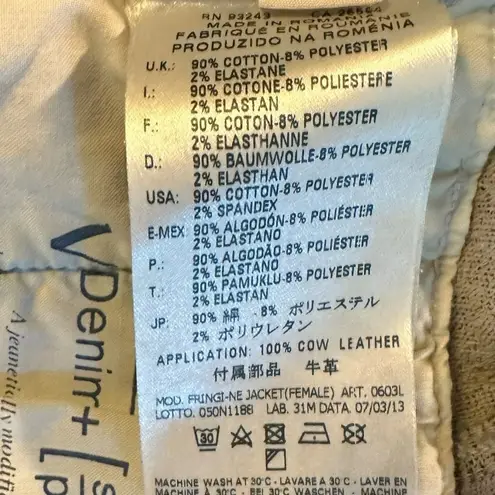 RN 93243 CA 26564
MADE IN ROMANIA
FABRIQUÉ EN ROUMANIE
PRODUZIDO NA ROMÉNIA
U.K.: 90% COTTON-8% POLYESTER
2% ELASTANE
I.: 90% COTONE-8% POLIESTERE
2% ELASTAN
F.: 90% COTON-8% POLYESTER
2% ELASTHANNE
D.: 90% BAUMWOLLE-8% POLYESTER
2% ELASTHAN
USA: 90% COTTON-8% POLYESTER
2% SPANDEX
E-MEX 90% ALGODÓN-8% POLIÉSTER
2% ELASTANO
P.: 90% ALGODÃO-8% POLIÉSTER
2% ELASTANO
T.: 90% PAMUKLU-8% POLYESTER
2% ELASTAN
JP: 90% 綿 - 8% ポリエステル
2% ポリウレタン
APPLICATION: 100% COW LEATHER
付属部品 牛革
MOD. FRINGI-NE JACKET(FEMALE) ART. 0603L
LOTTO. 050N1188 LAB. 31M DATA. 07/03/13
30
MACHINE WASH AT 30°C - LAVARE A 30°C - LAVER EN
Denim+ [
A jeanetically modifi